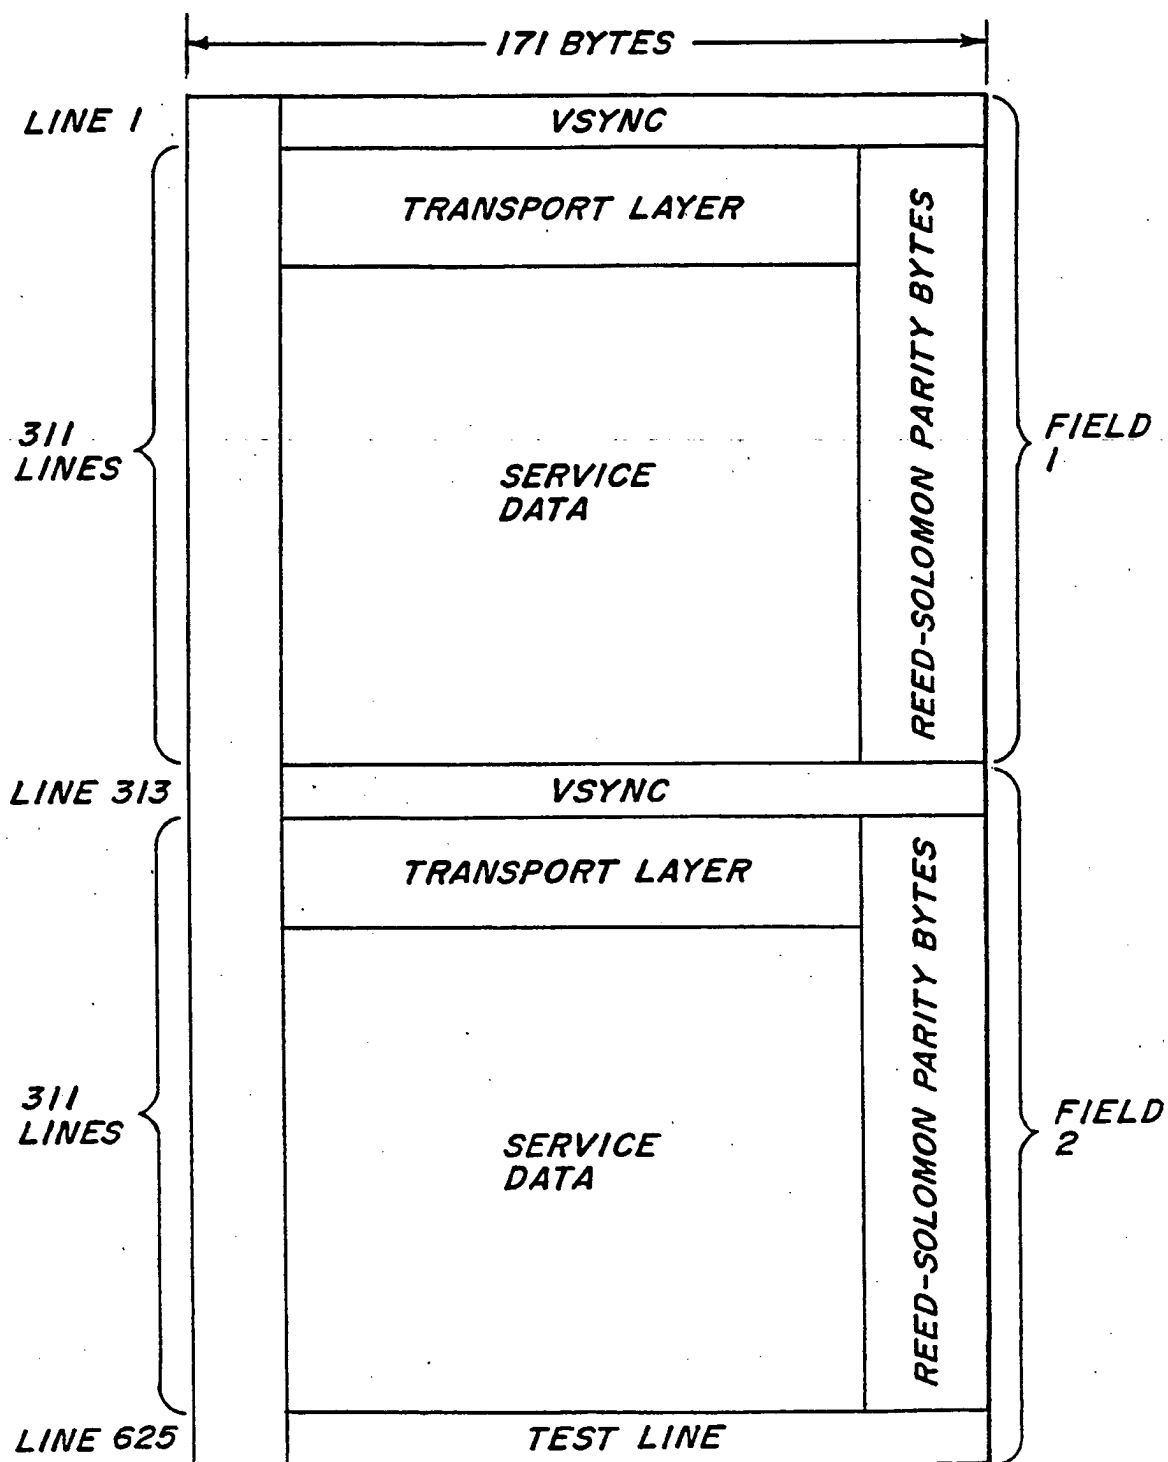 171 BYTES
LINE 1
VSYNC
TRANSPORT LAYER
REED-SOLOMON PARITY BYTES
311
LINES
SERVICE
DATA
FIELD
1
LINE 313
VSYNC
TRANSPORT LAYER
REED-SOLOMON PARITY BYTES
311
LINES
SERVICE
DATA
FIELD
2
LINE 625
TEST LINE